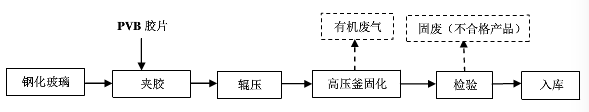 PVB 胶片
有机废气
固废（不合格产品）
钢化玻璃
夹胶
辊压
高压釜固化
检验
入库